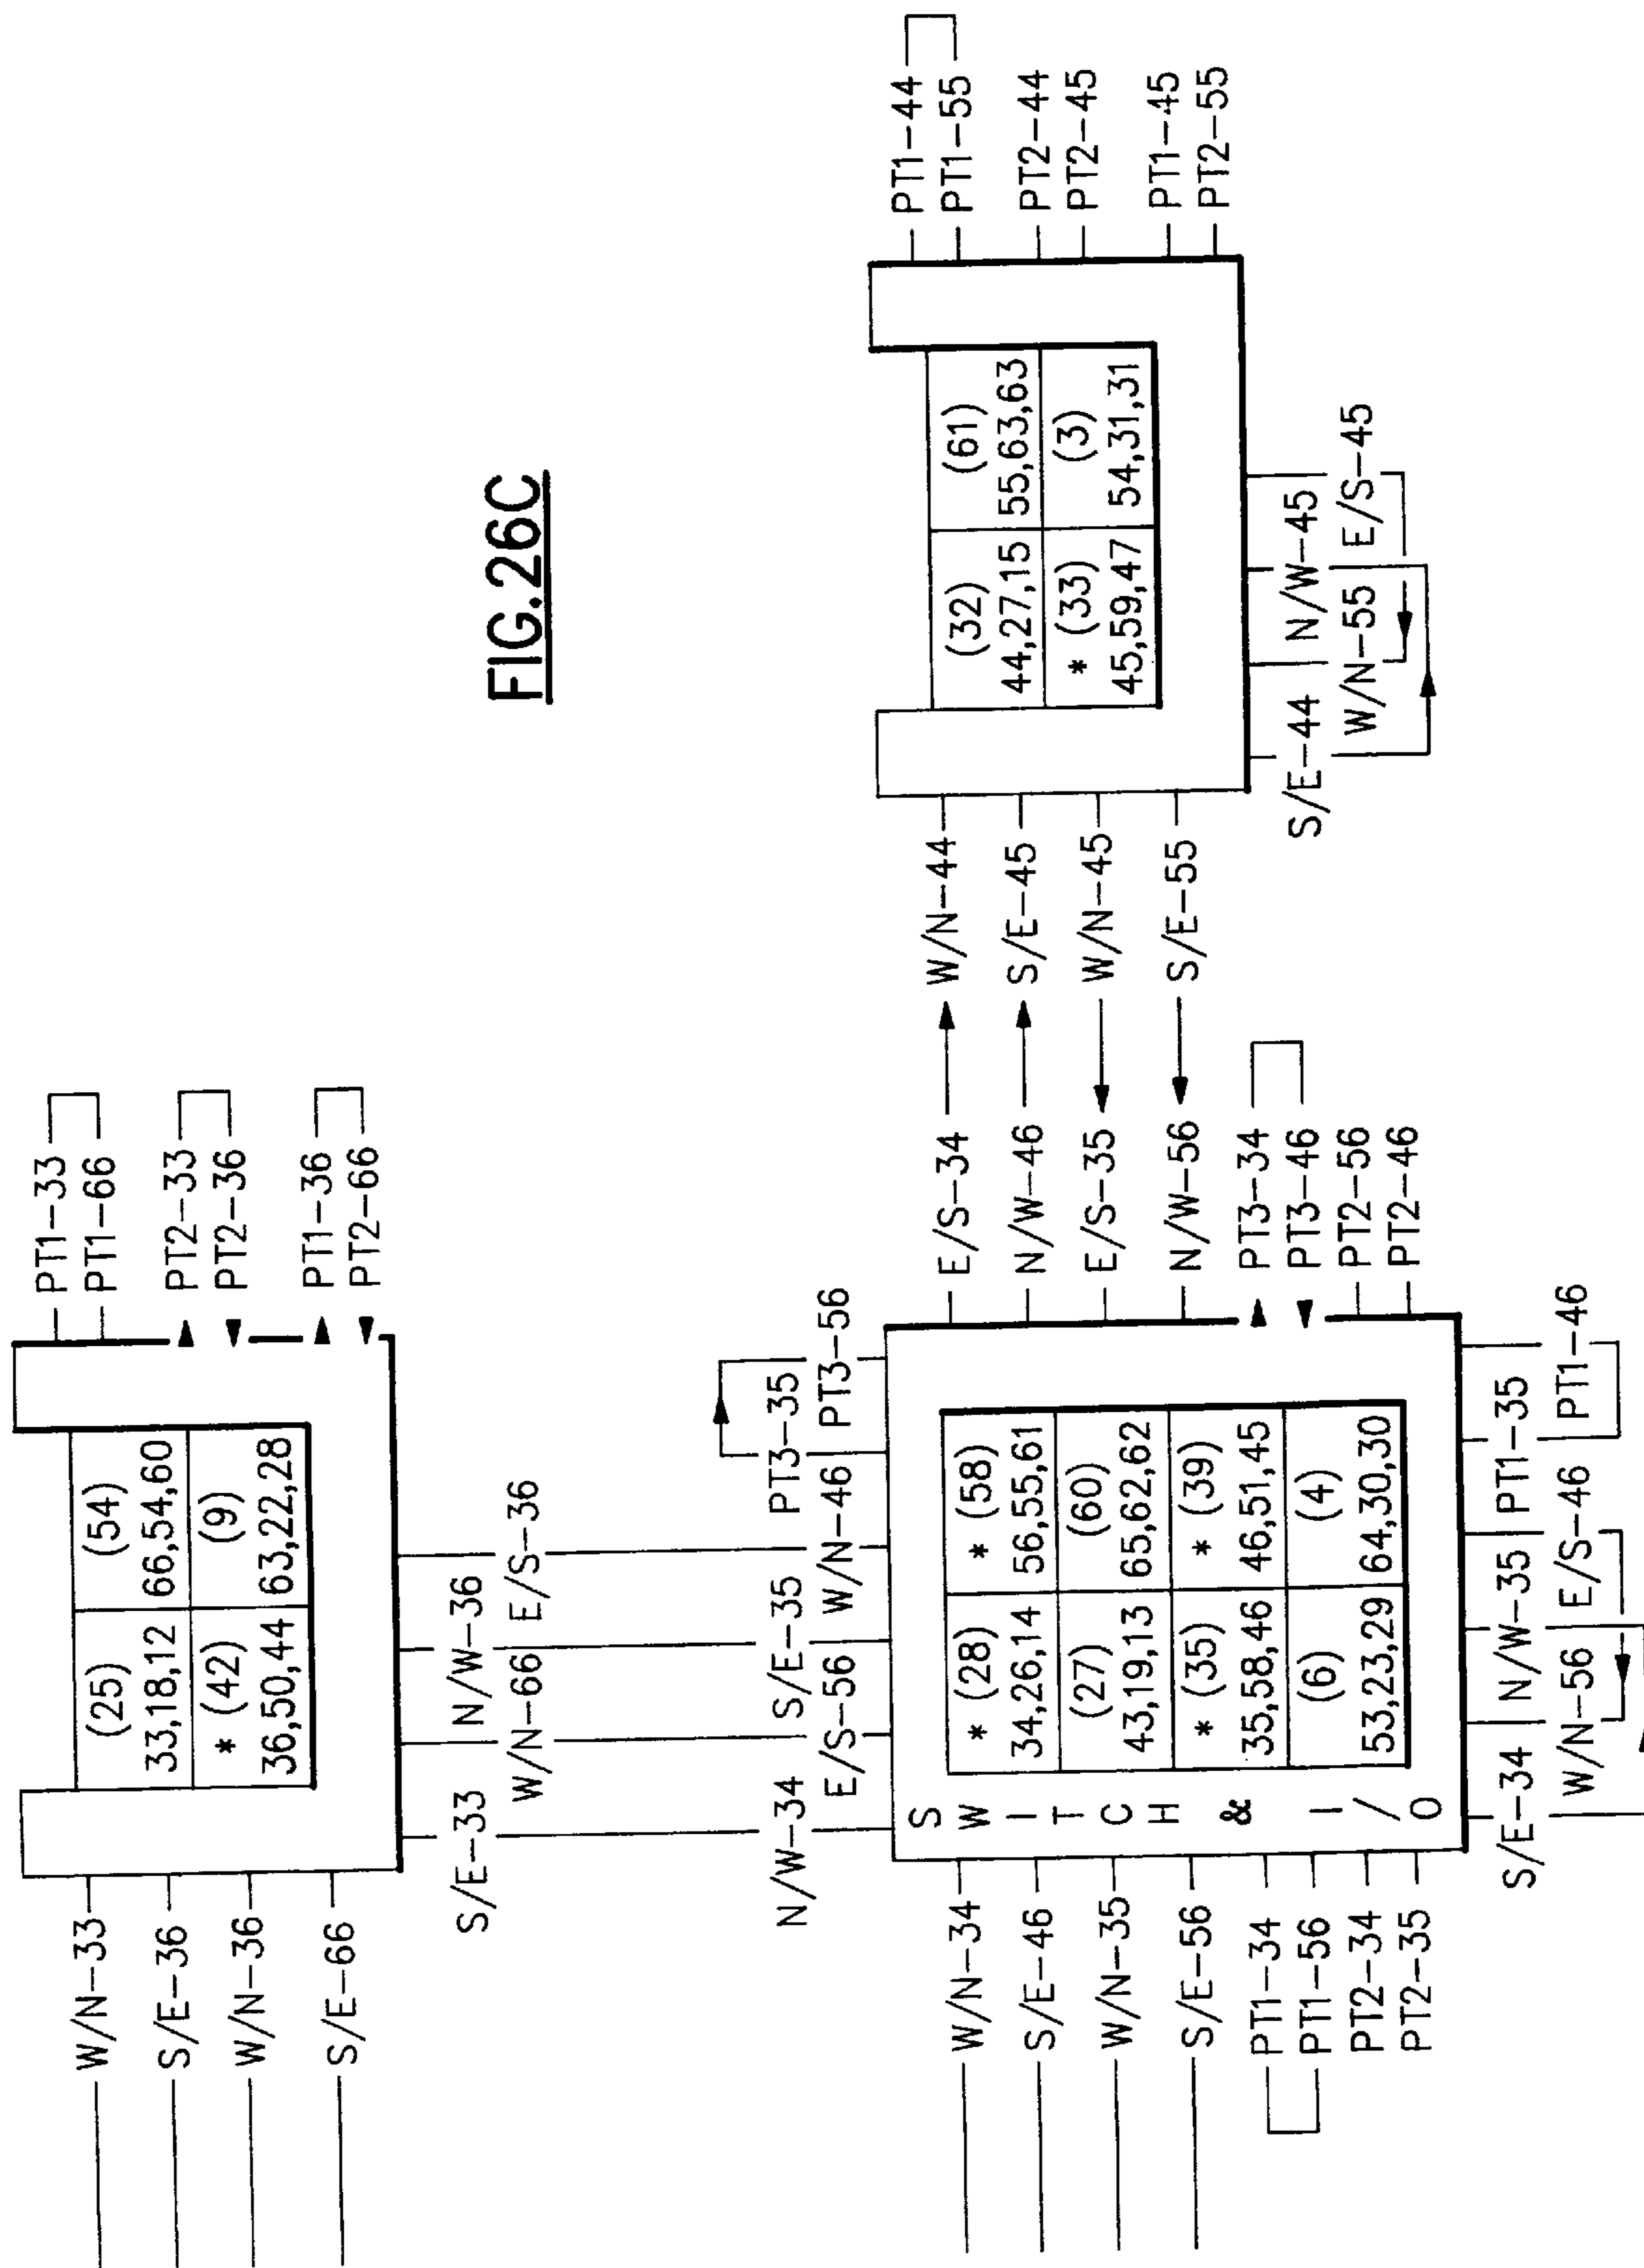 FIG.26C
PT1-33
PT1-66
PT2-33
PT2-36
PT1-36
PT2-66
W/N-33
S/E-36
W/N-36
S/E-66
(25) (54)
33,18,12 66,54,60
* (42) (9)
36,50,44 63,22,28
S/E-33 N/W-36
W/N-66 E/S-36
N/W-34 S/E-35 PT3-35
E/S-56 W/N-46 PT3-56
SWITCH & I/O
* (28) * (58)
34,26,14 56,55,61
(27) (60)
43,19,13 65,62,62
* (35) * (39)
35,58,46 46,51,45
(6) (4)
53,23,29 64,30,30
W/N-34
S/E-46
W/N-35
S/E-56
PT1-34
PT1-56
PT2-34
PT2-35
E/S-34 W/N-44
N/W-46 S/E-45
E/S-35 W/N-45
N/W-56 S/E-55
PT3-34
PT3-46
PT2-56
PT2-46
S/E-34 N/W-35 PT1-35
W/N-56 E/S-46 PT1-46
(32) (61)
44,27,15 55,63,63
* (33) (3)
45,59,47 54,31,31
PT1-44
PT1-55
PT2-44
PT2-45
PT1-45
PT2-55
S/E-44 N/W-45
W/N-55 E/S-45